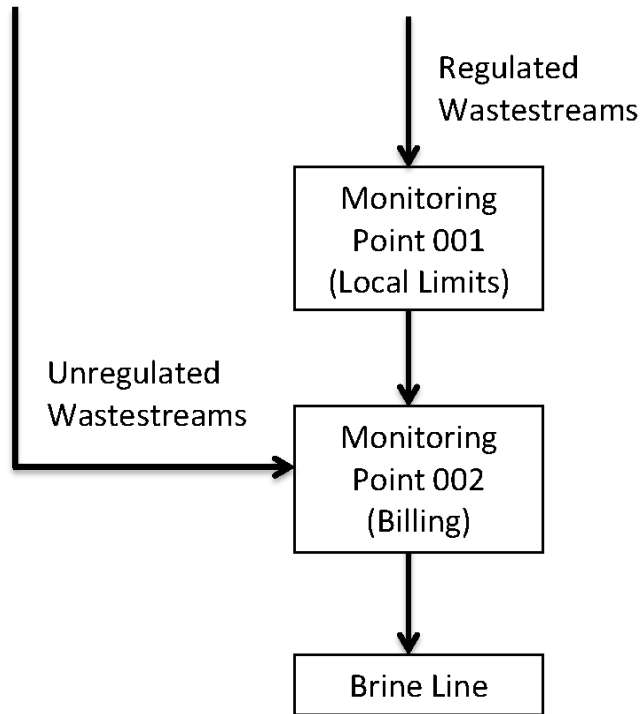 Regulated
Wastestreams
Monitoring
Point 001
(Local Limits)
Unregulated
Wastestreams
Monitoring
Point 002
(Billing)
Brine Line